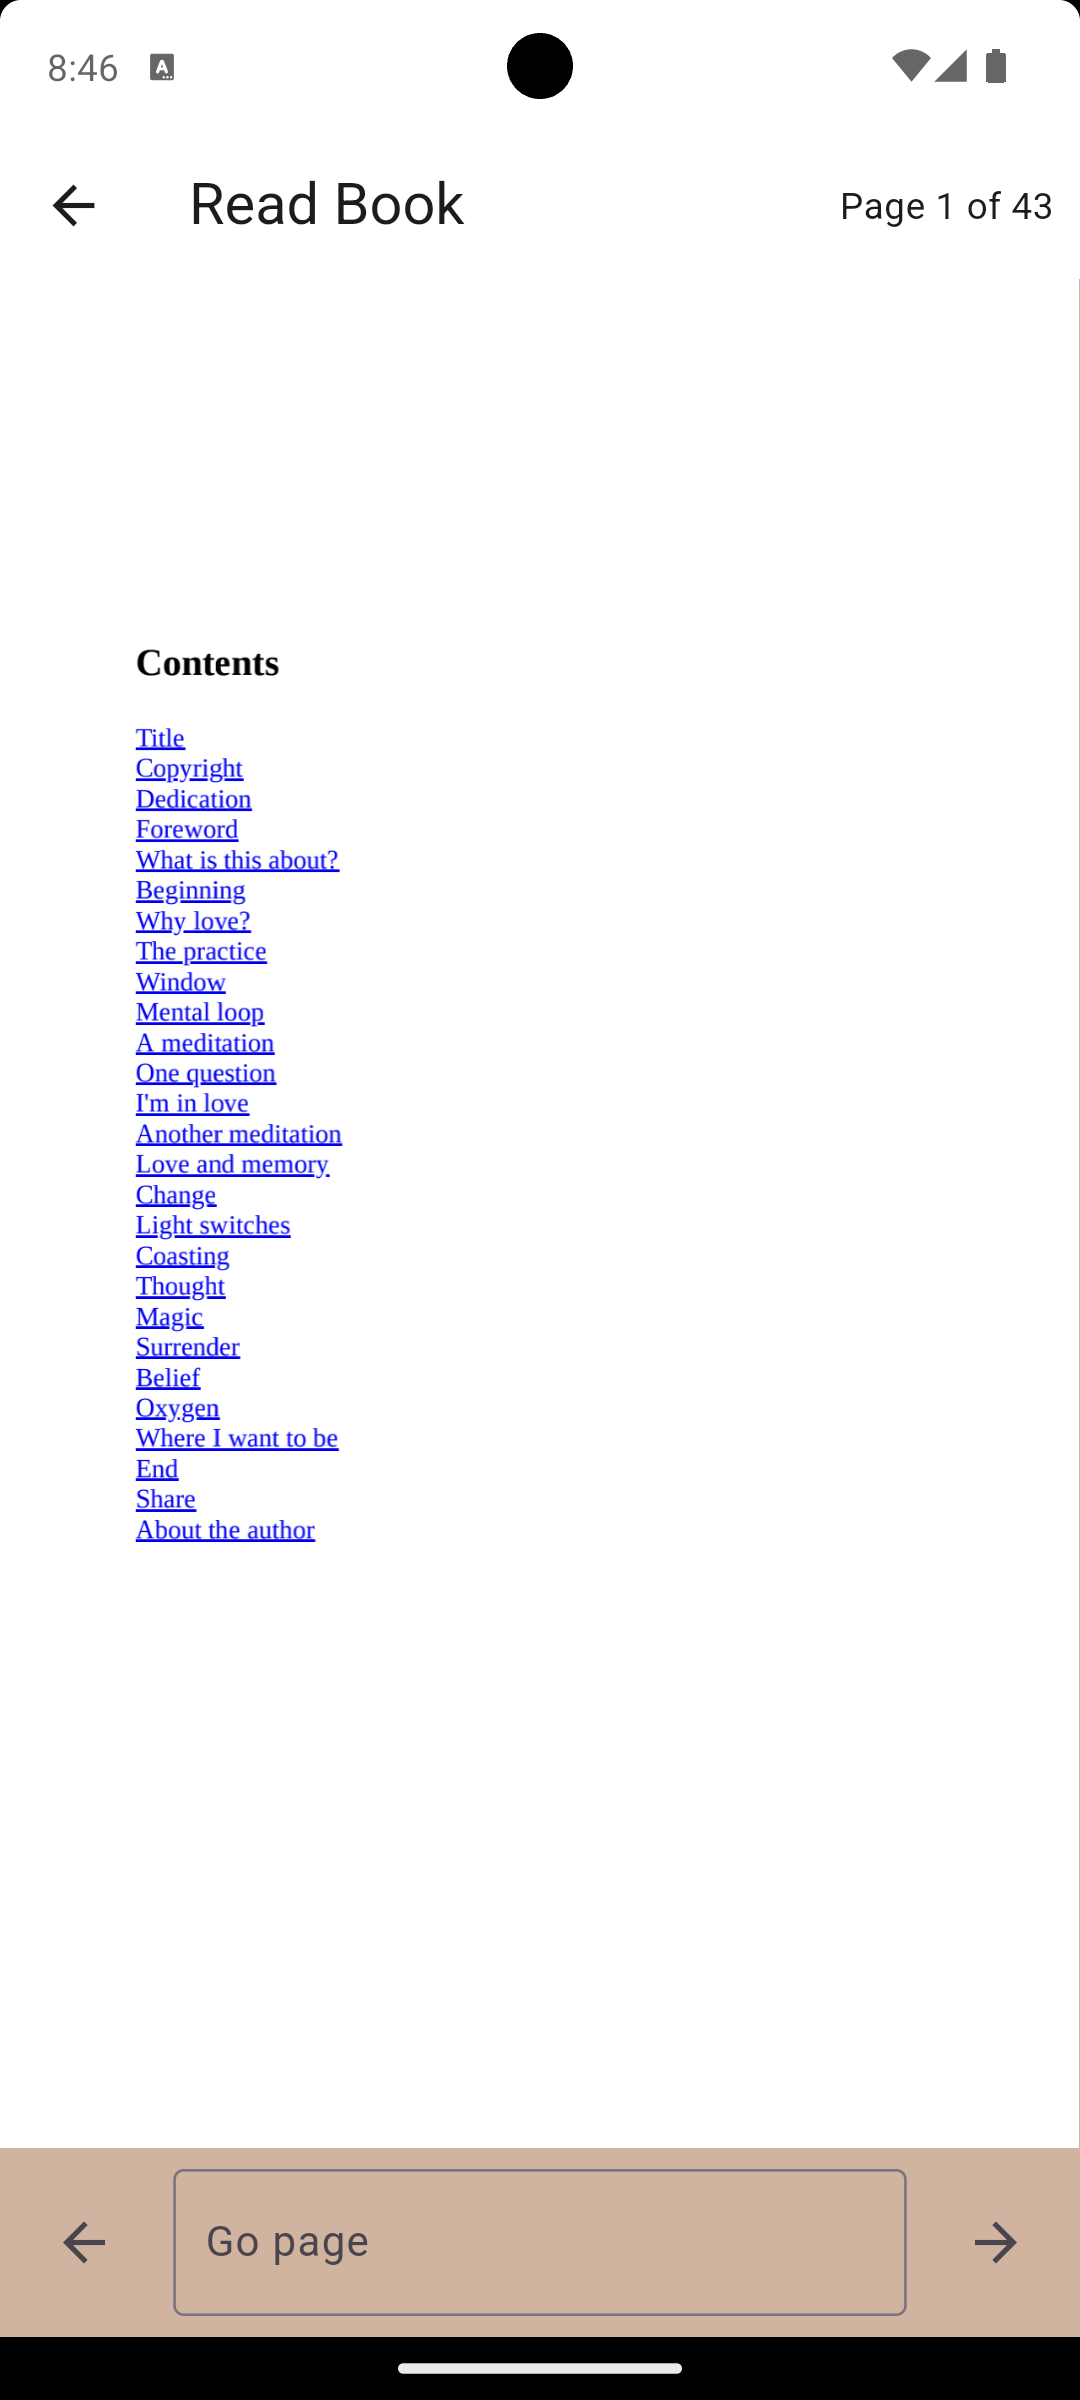 8:46
Read Book
Page 1 of 43
Contents
Title
Copyright
Dedication
Foreword
What is this about?
Beginning
Why love?
The practice
Window
Mental loop
A meditation
One question
I'm in love
Another meditation
Love and memory
Change
Light switches
Coasting
Thought
Magic
Surrender
Belief
Oxygen
Where I want to be
End
Share
About the author
Go page